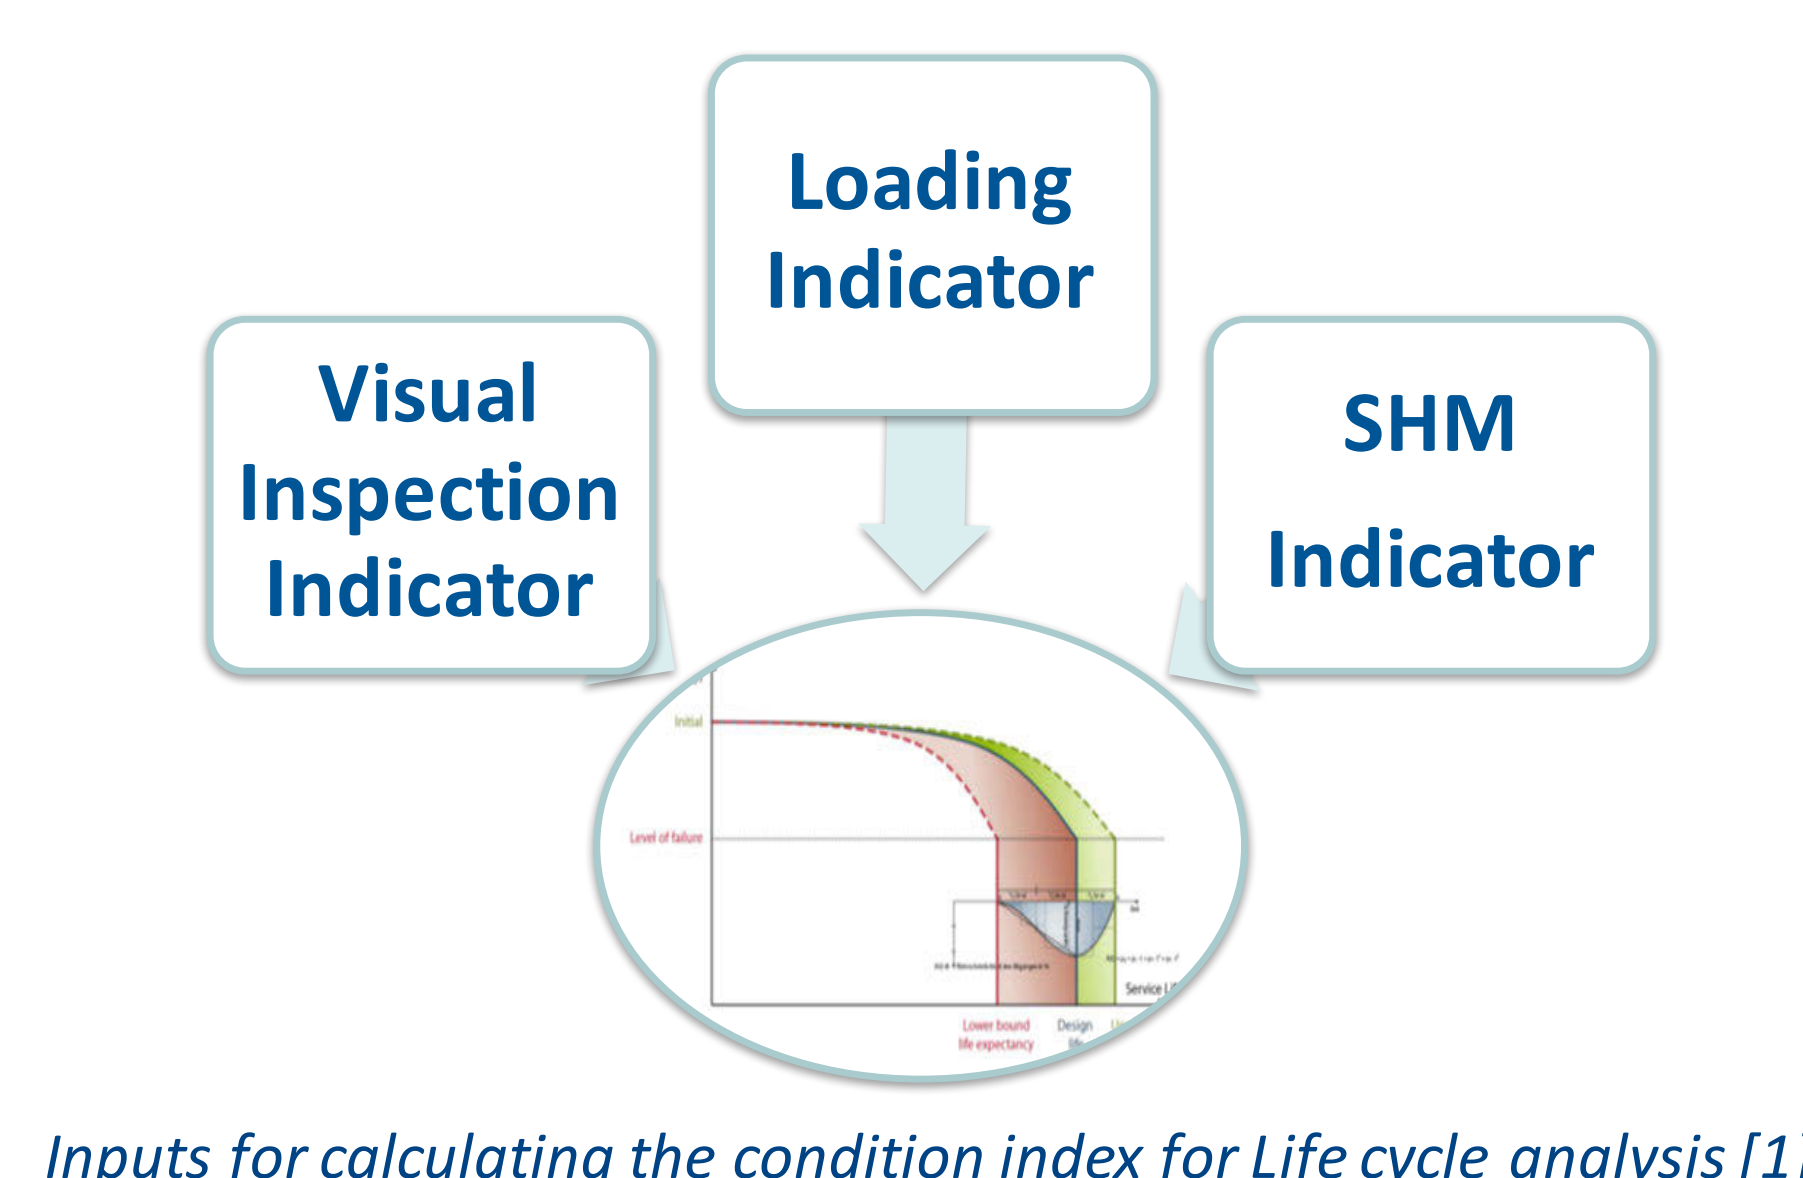 Loading
Indicator
Visual
Inspection
Indicator
SHM
Indicator
Initial
Level of failure
Service
Lower bound
life expectancy
Design
Inputs for calculating the condition index for Life cycle analysis [1]